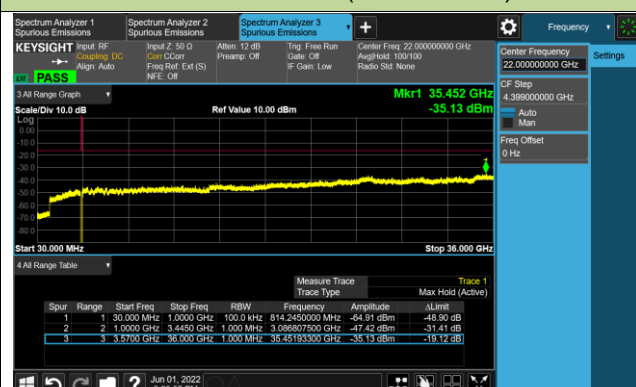 Spectrum Analyzer 1
Spurious Emissions
Spectrum Analyzer 2
Spurious Emissions
Spectrum Analyzer 3
Spurious Emissions
Frequency
KEYSIGHT
Input: RF
Coupling: DC
Align: Auto
Input Z: 50 Ω
Corr CCorr
Freq Ref: Ext (S)
NFE: Off
Atten: 12 dB
Preamp: Off
Trig: Free Run
Gate: Off
IF Gain: Low
Center Freq: 22.000000000 GHz
Avg|Hold: 100/100
Radio Std: None
PASS
Center Frequency
22.000000000 GHz
Settings
CF Step
4.399000000 GHz
Auto
Man
Freq Offset
0 Hz
3 All Range Graph
Mkr1 35.452 GHz
-35.13 dBm
Scale/Div 10.0 dB
Ref Value 10.00 dBm
Log
0.00
-10.0
-20.0
-30.0
-40.0
-50.0
-60.0
-70.0
-80.0
1
Start 30.000 MHz
Stop 36.000 GHz
4 All Range Table
Measure Trace Trace 1
Trace Type Max Hold (Active)
Spur Range Start Freq Stop Freq RBW Frequency Amplitude ΔLimit
1 1 30.000 MHz 1.0000 GHz 100.0 kHz 814.2450000 MHz -64.91 dBm -48.90 dB
2 2 1.0000 GHz 3.4450 GHz 1.000 MHz 3.086807500 GHz -47.42 dBm -31.41 dB
3 3 3.5700 GHz 36.000 GHz 1.000 MHz 35.45193300 GHz -35.13 dBm -19.12 dB
Jun 01, 2022